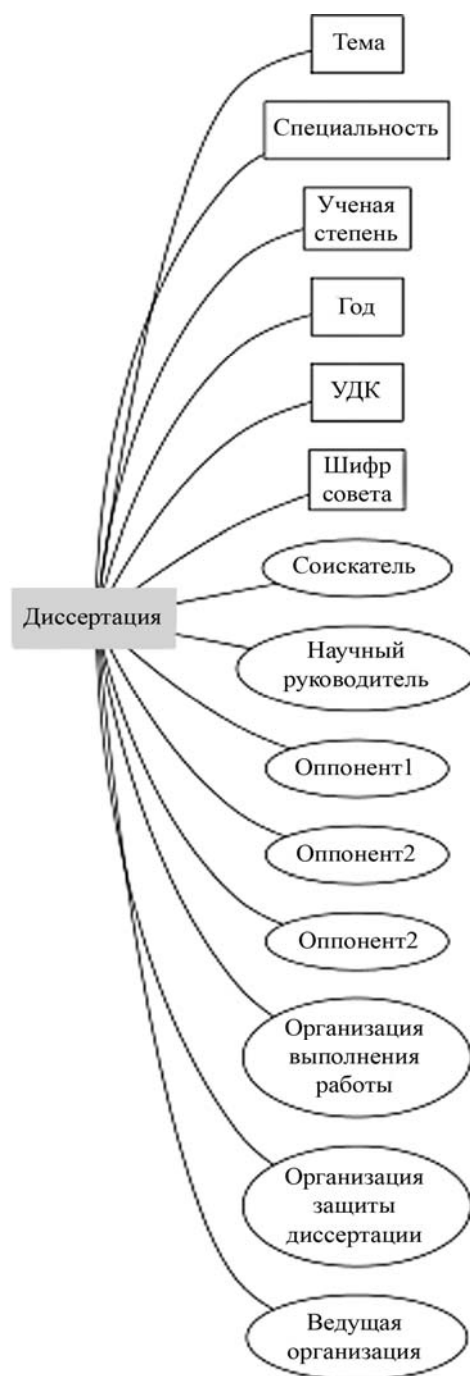 Тема
Специальность
Ученая
степень
Год
УДК
Шифр
совета
Соискатель
Диссертация
Научный
руководитель
Оппонент1
Оппонент2
Оппонент2
Организация
выполнения
работы
Организация
защиты
диссертации
Ведущая
организация